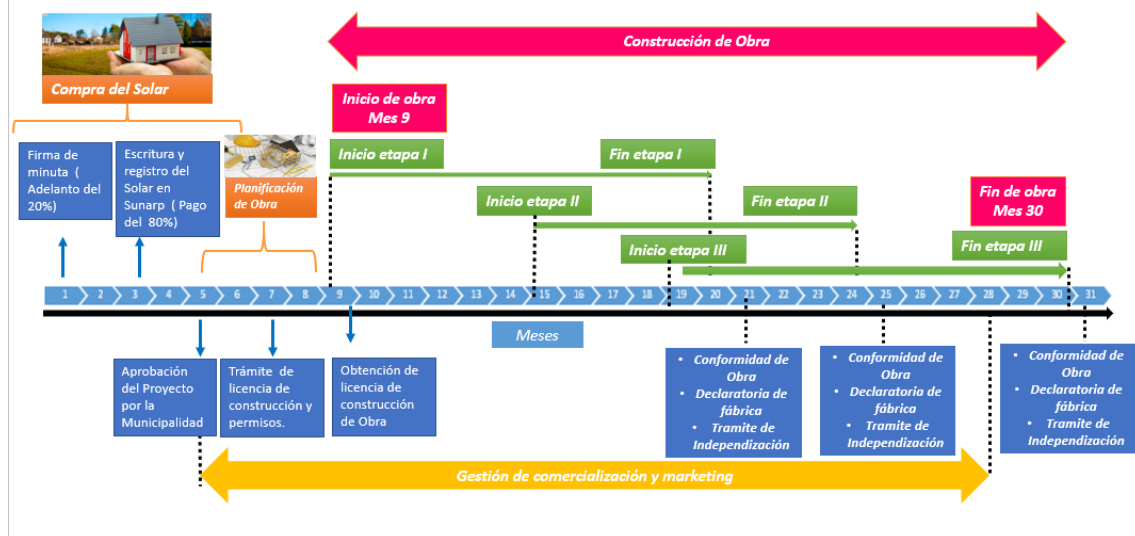 Construcción de Obra
Compra del Solar
Inicio de obra
Mes 9
Firma de
minuta (
Adelanto del
20%)
Escritura y
registro del
Solar en
Sunarp ( Pago
del 80%)
Planificación
de Obra
Inicio etapa I
Fin etapa I
Inicio etapa II
Fin etapa II
Fin de obra
Mes 30
Inicio etapa III
Fin etapa III
1 2 3 4 5 6 7 8 9 10 11 12 13 14 15 16 17 18 19 20 21 22 23 24 25 26 27 28 29 30 31
Meses
Aprobación
del Proyecto
por la
Municipalidad
Trámite de
licencia de
construcción y
permisos.
Obtención de
licencia de
construcción
de Obra
• Conformidad de
Obra
• Declaratoria de
fábrica
• Tramite de
Independización
• Conformidad de
Obra
• Declaratoria de
fábrica
• Tramite de
Independización
• Conformidad de
Obra
• Declaratoria de
fábrica
• Tramite de
Independización
Gestión de comercialización y marketing